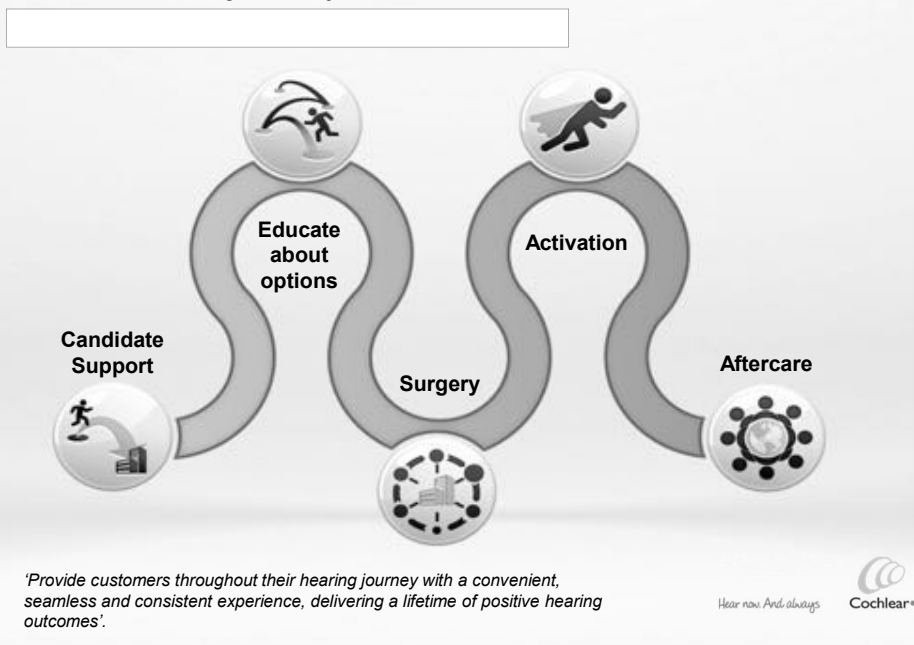 Educate
about
options
Activation
Candidate
Support
Surgery
Aftercare
‘Provide customers throughout their hearing journey with a convenient,
seamless and consistent experience, delivering a lifetime of positive hearing
outcomes’.
Hear now. And always
Cochlear®